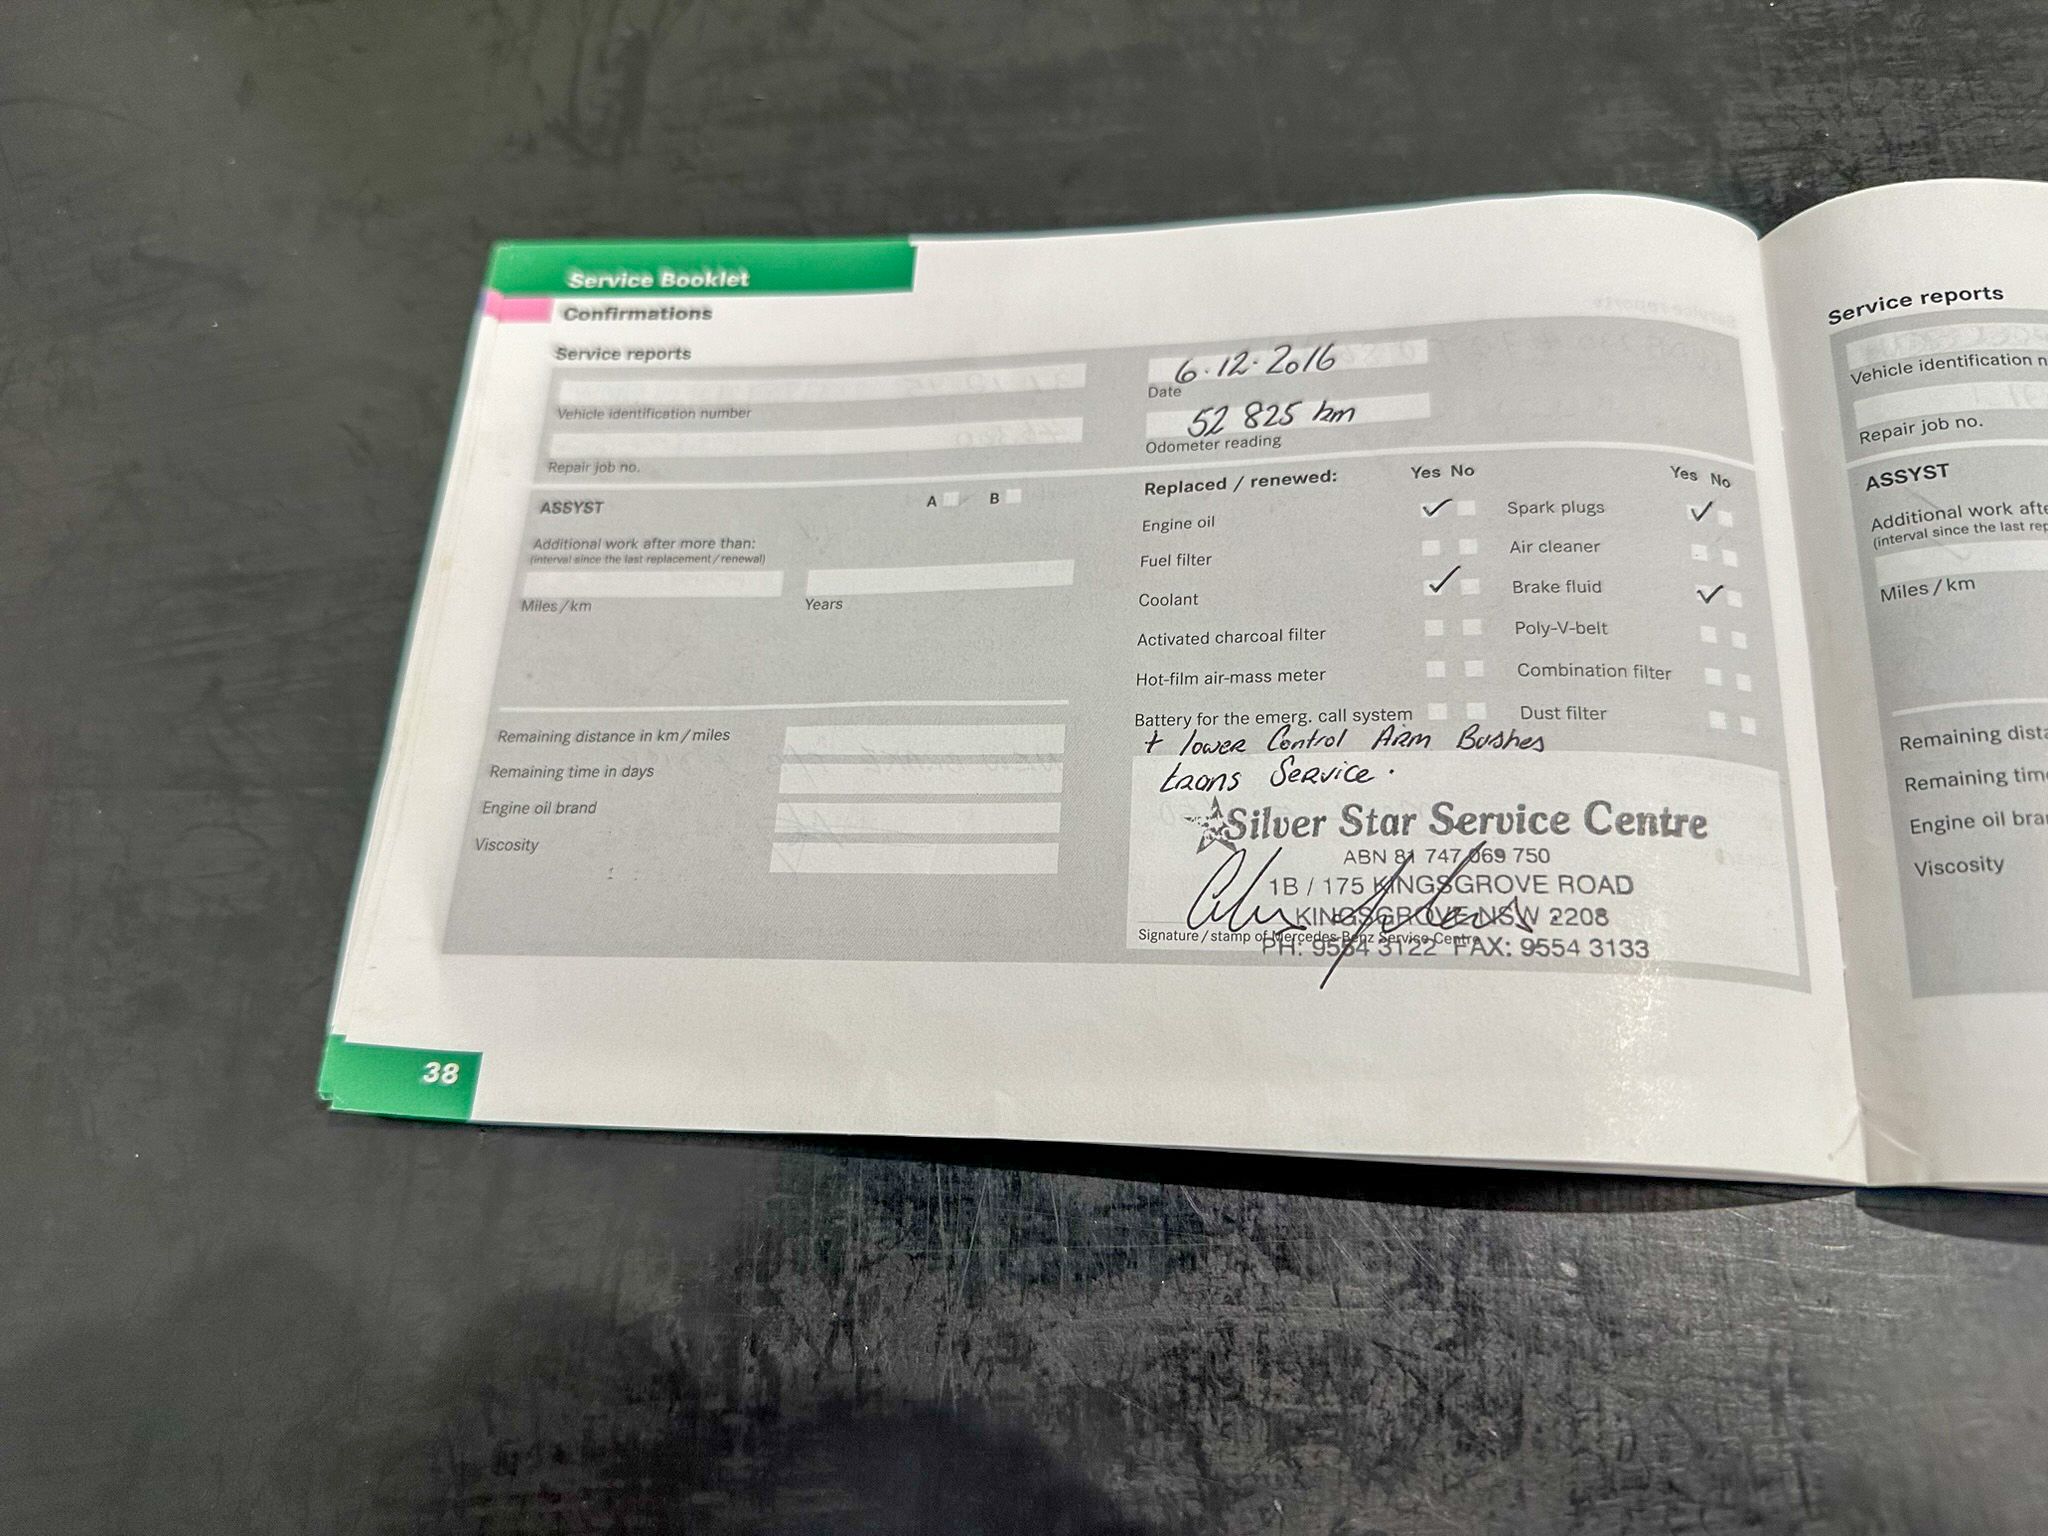 Service Booklet
Confirmations
Service reports
Vehicle identification number
Repair job no.
6.12.2016
Date
52 825 km
Odometer reading
ASSYST A B
Additional work after more than:
(interval since the last replacement / renewal)
Miles / km Years
Remaining distance in km / miles
Remaining time in days
Engine oil brand
Viscosity
Replaced / renewed: Yes No Yes No
Engine oil ✓ Spark plugs ✓
Fuel filter Air cleaner
Coolant ✓ Brake fluid ✓
Activated charcoal filter Poly-V-belt
Hot-film air-mass meter Combination filter
Battery for the emerg. call system Dust filter
+ lower Control Arm Bushes
trans Service.
Silver Star Service Centre
ABN 81 747 069 750
1B / 175 KINGSGROVE ROAD
KINGSGROVE NSW 2208
Signature / stamp of Mercedes-Benz Service Centre
PH: 9554 3122 FAX: 9554 3133
38
Service reports
Vehicle identification n
Repair job no.
ASSYST
Additional work afte
(interval since the last rep
Miles / km
Remaining dista
Remaining time
Engine oil bra
Viscosity